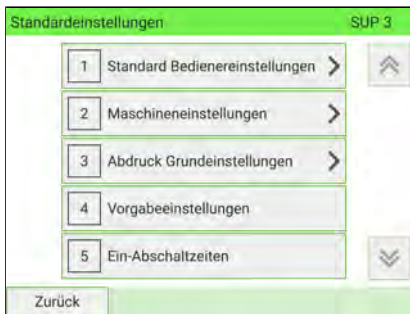 Standardeinstellungen SUP 3
1 Standard Bedienereinstellungen
2 Maschineneinstellungen
3 Abdruck Grundeinstellungen
4 Vorgabeeinstellungen
5 Ein-Abschaltzeiten
Zurück